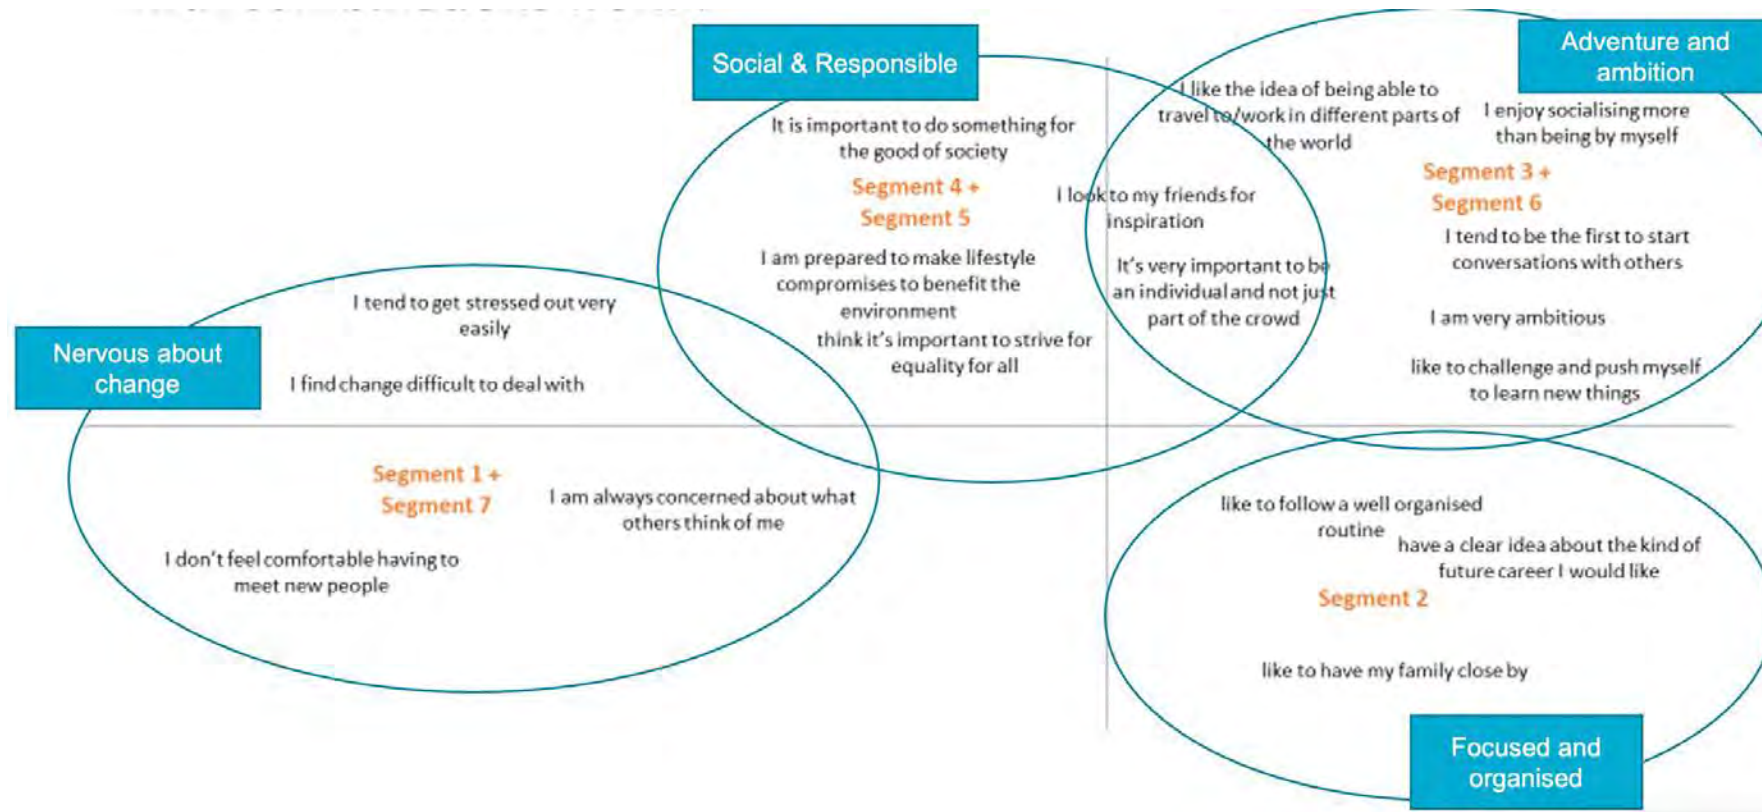 Social & Responsible
Adventure and
ambition
It is important to do something for
the good of society
Segment 4 +
Segment 5
I am prepared to make lifestyle
compromises to benefit the
environment
think it's important to strive for
equality for all
I like the idea of being able to
travel to/work in different parts of
the world
I look to my friends for
inspiration
It's very important to be
an individual and not just
part of the crowd
I enjoy socialising more
than being by myself
Segment 3 +
Segment 6
I tend to be the first to start
conversations with others
I am very ambitious
like to challenge and push myself
to learn new things
Nervous about
change
I tend to get stressed out very
easily
I find change difficult to deal with
Segment 1 +
Segment 7
I am always concerned about what
others think of me
I don't feel comfortable having to
meet new people
like to follow a well organised
routine
have a clear idea about the kind of
future career I would like
Segment 2
like to have my family close by
Focused and
organised